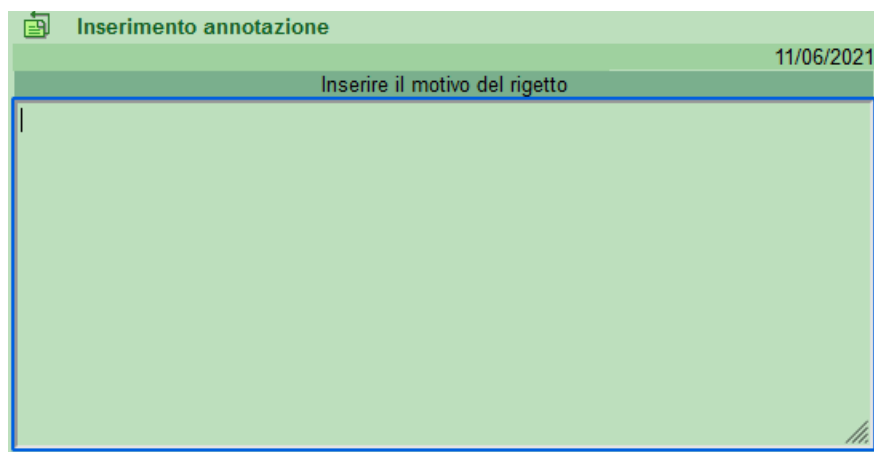 Inserimento annotazione
11/06/2021
Inserire il motivo del rigetto